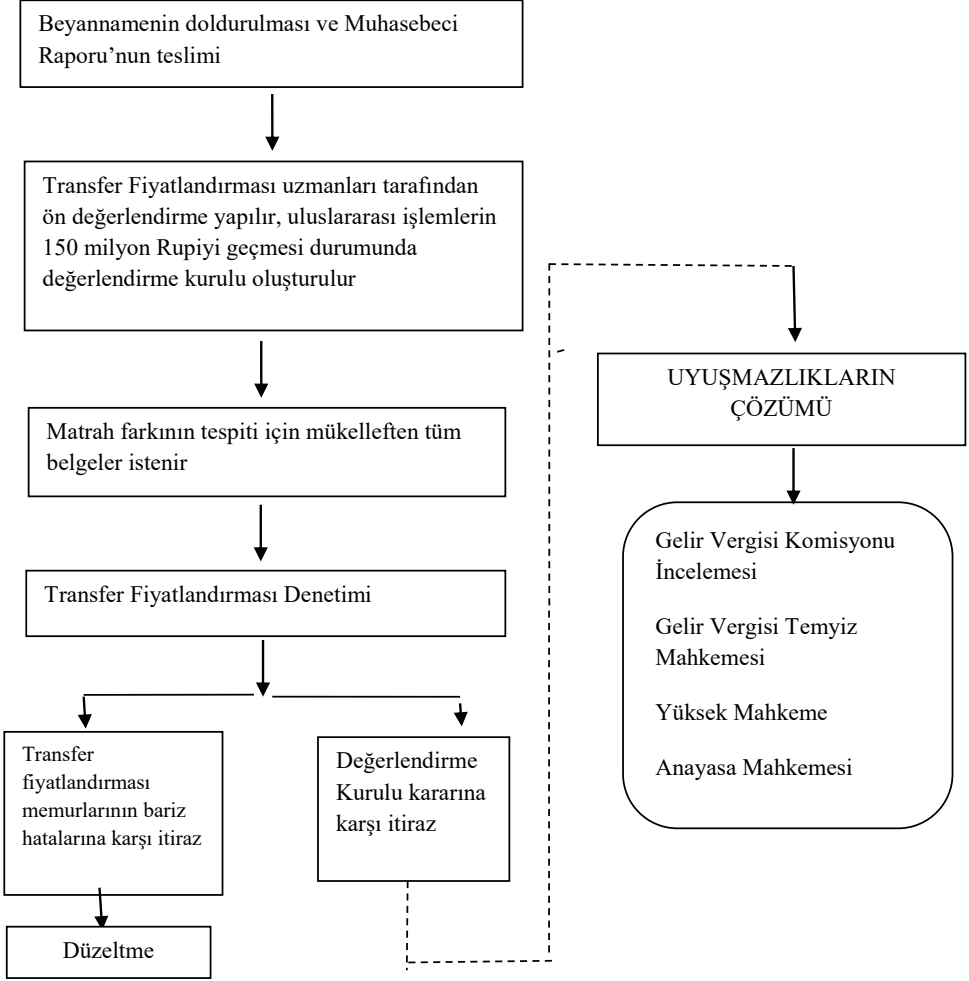 Beyannamenin doldurulması ve Muhasebeci
Raporu’nun teslimi
Transfer Fiyatlandırması uzmanları tarafından
ön değerlendirme yapılır, uluslararası işlemlerin
150 milyon Rupiyi geçmesi durumunda
değerlendirme kurulu oluşturulur
Matrah farkının tespiti için mükelleften tüm
belgeler istenir
Transfer Fiyatlandırması Denetimi
Transfer
fiyatlandırması
memurlarının bariz
hatalarına karşı itiraz
Düzeltme
Değerlendirme
Kurulu kararına
karşı itiraz
UYUŞMAZLIKLARIN
ÇÖZÜMÜ
Gelir Vergisi Komisyonu
İncelemesi
Gelir Vergisi Temyiz
Mahkemesi
Yüksek Mahkeme
Anayasa Mahkemesi